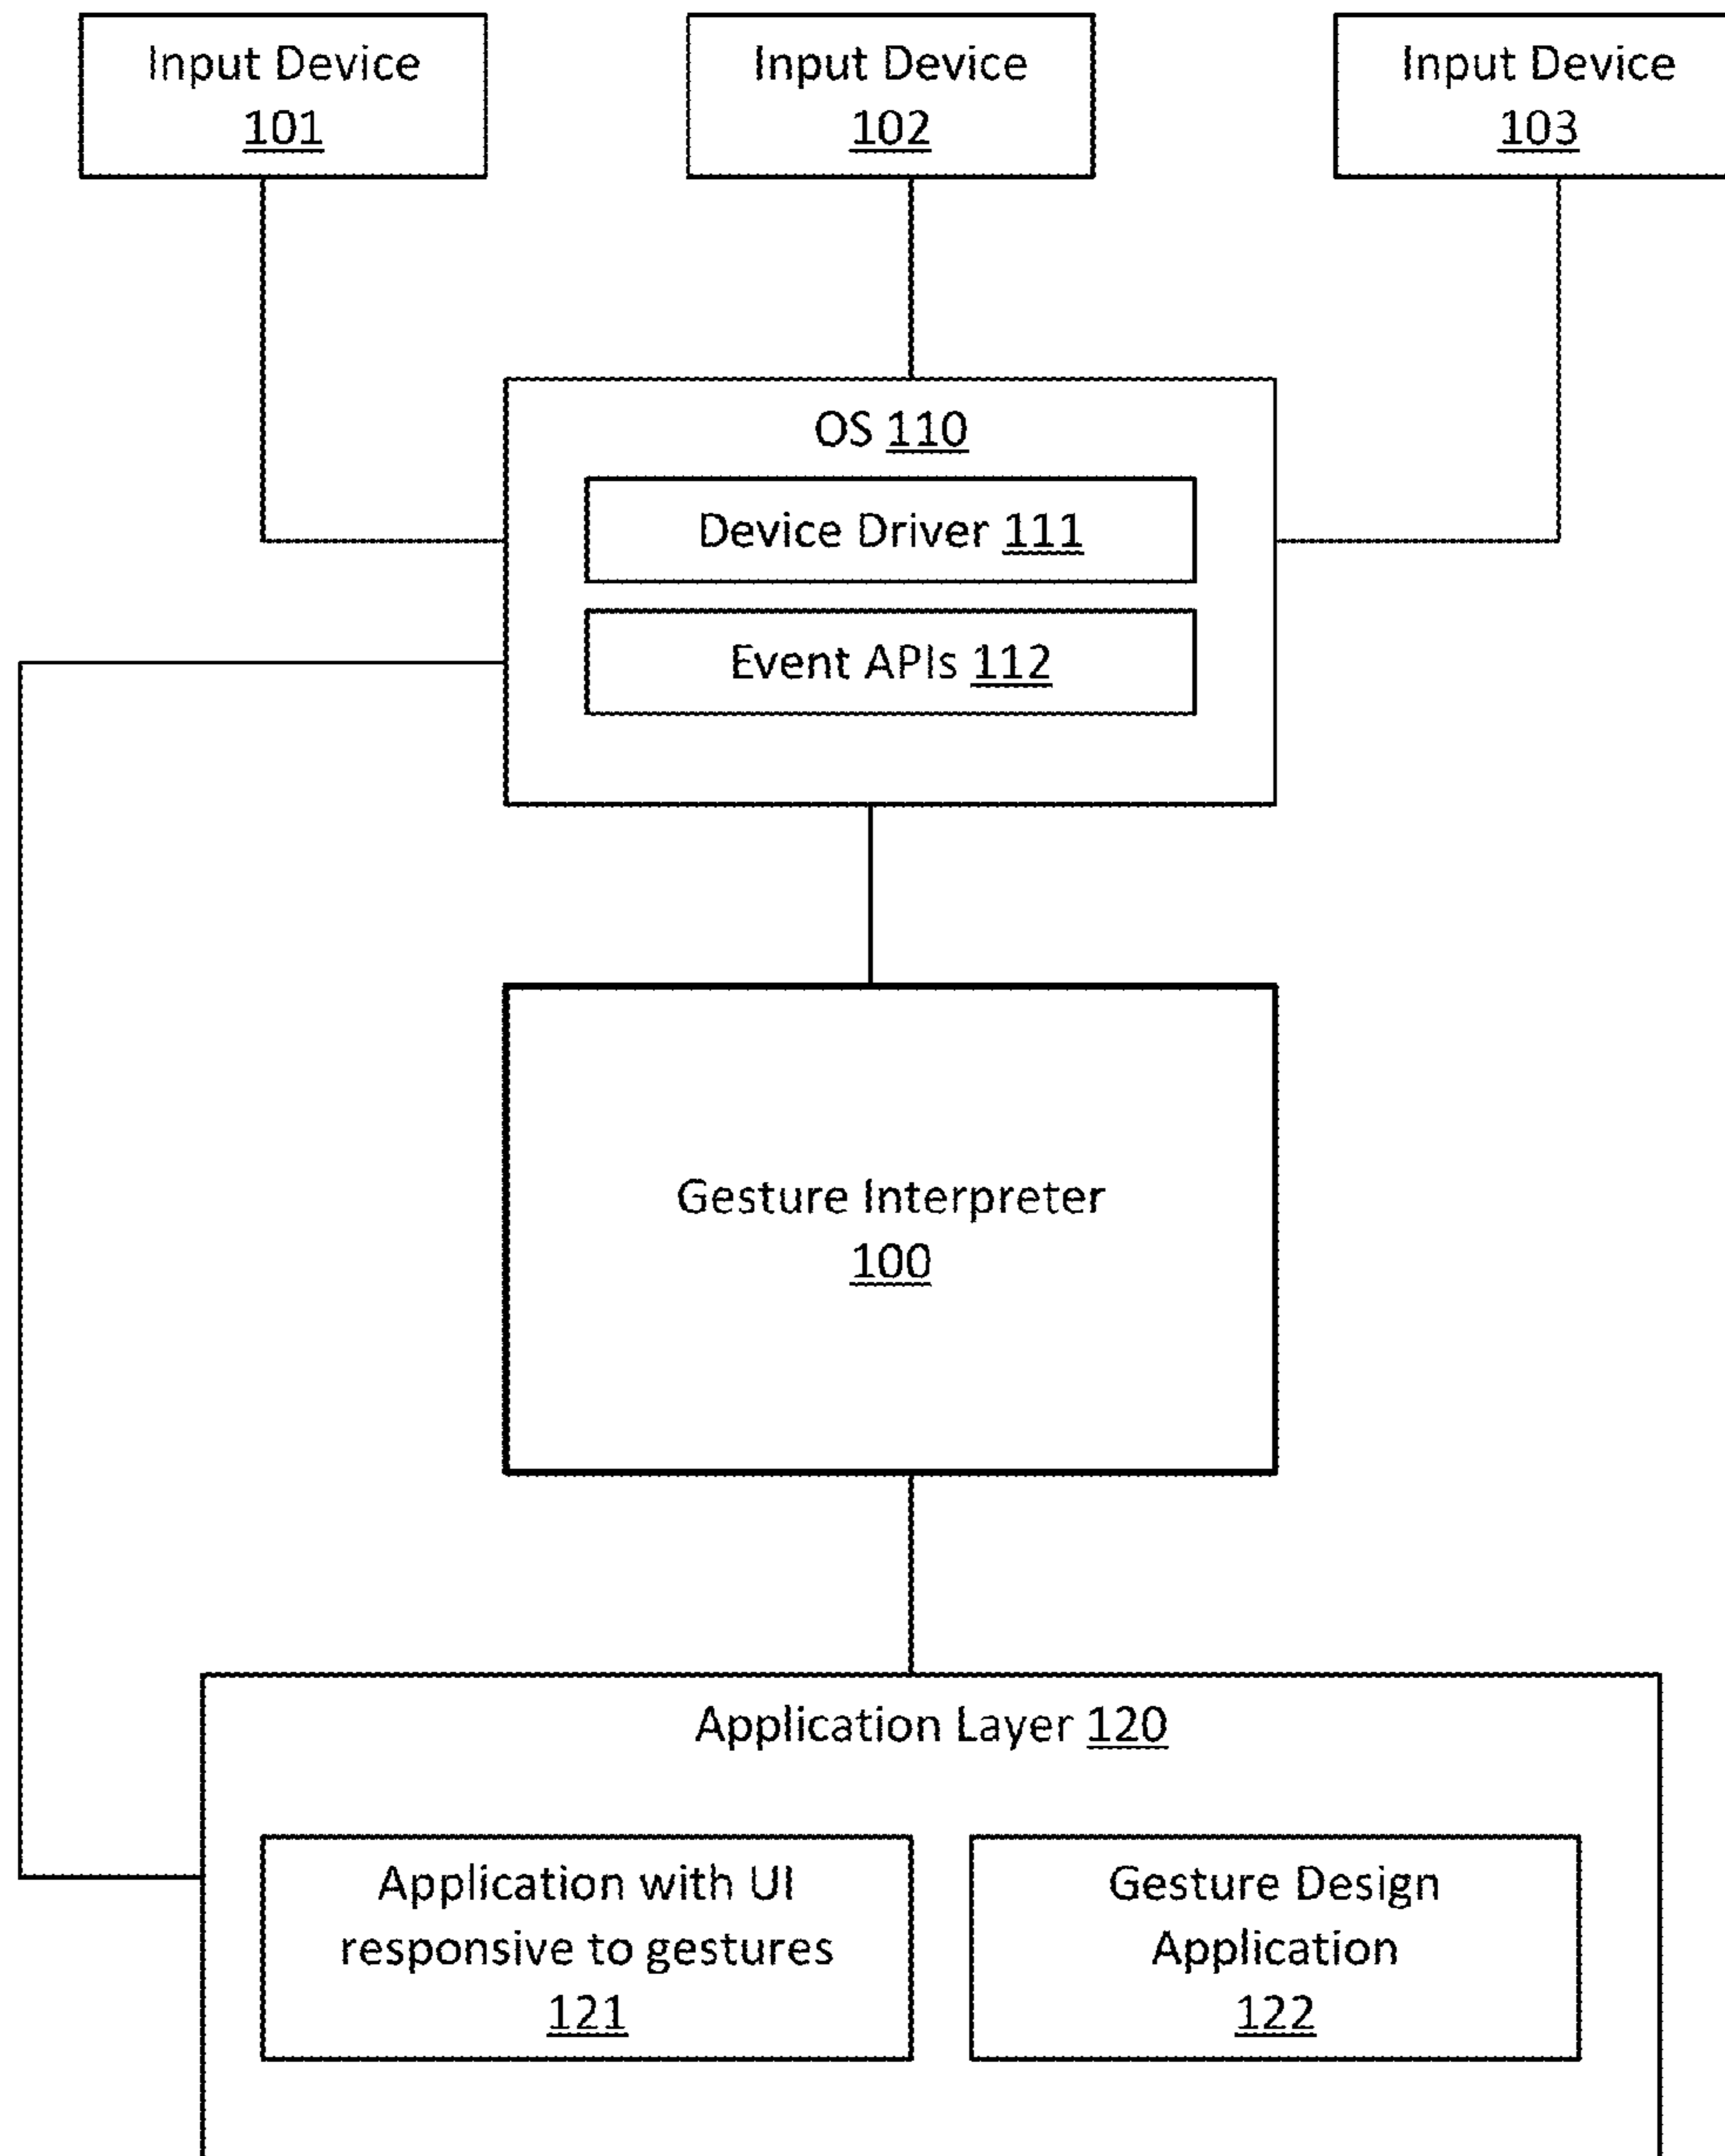 Input Device
101
Input Device
102
Input Device
103
OS 110
Device Driver 111
Event APIs 112
Gesture Interpreter
100
Application Layer 120
Application with UI
responsive to gestures
121
Gesture Design
Application
122